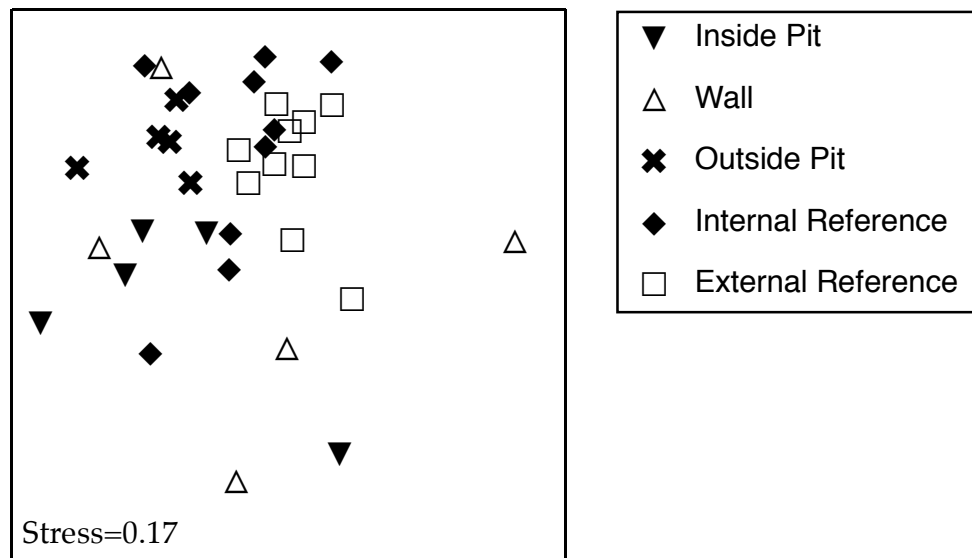 Inside Pit
Wall
Outside Pit
Internal Reference
External Reference
Stress=0.17